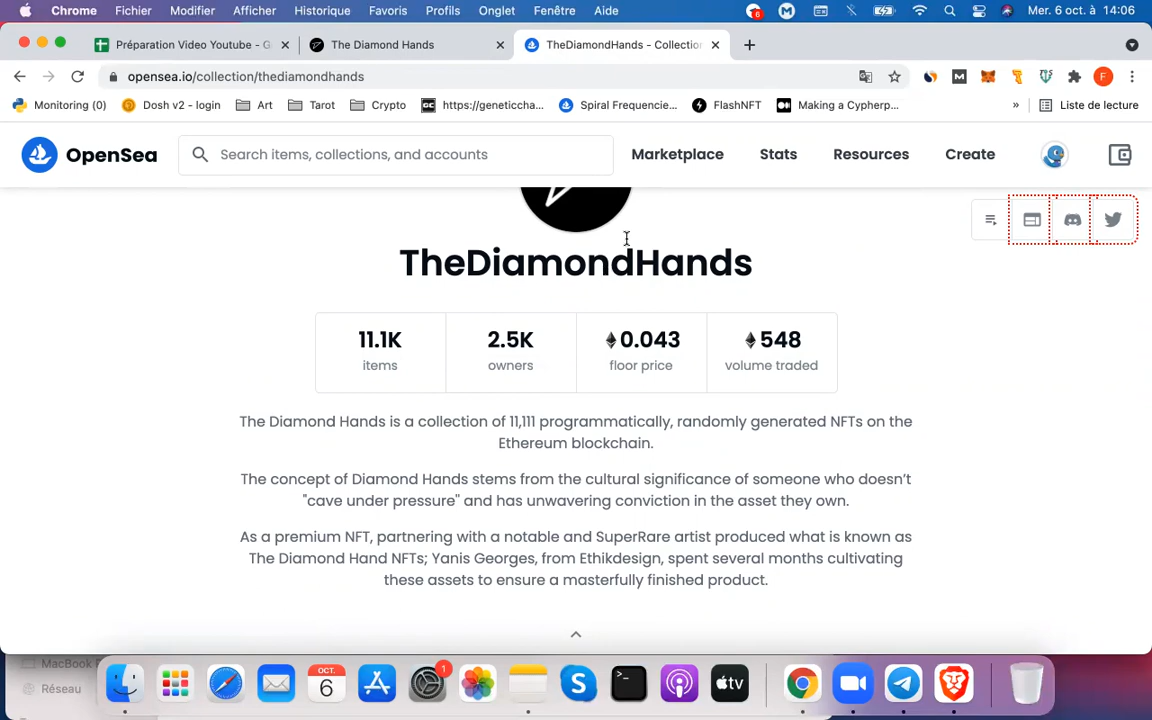 Chrome Fichier Modifier Afficher Historique Favoris Profils Onglet Fenêtre Aide 6 Mer. 6 oct. à 14:06
Préparation Video Youtube - G The Diamond Hands TheDiamondHands - Collection
opensea.io/collection/thediamondhands F
Monitoring (0) Dosh v2 - login Art Tarot Crypto https://geneticcha... Spiral Frequencie... FlashNFT Making a Cypherp... » Liste de lecture
OpenSea Search items, collections, and accounts Marketplace Stats Resources Create
TheDiamondHands
11.1K 2.5K 0.043 548
items owners floor price volume traded
The Diamond Hands is a collection of 11,111 programmatically, randomly generated NFTs on the
Ethereum blockchain.
The concept of Diamond Hands stems from the cultural significance of someone who doesn’t
"cave under pressure" and has unwavering conviction in the asset they own.
As a premium NFT, partnering with a notable and SuperRare artist produced what is known as
The Diamond Hand NFTs; Yanis Georges, from Ethikdesign, spent several months cultivating
these assets to ensure a masterfully finished product.
MacBook
Réseau
OCT.
6
1
tv